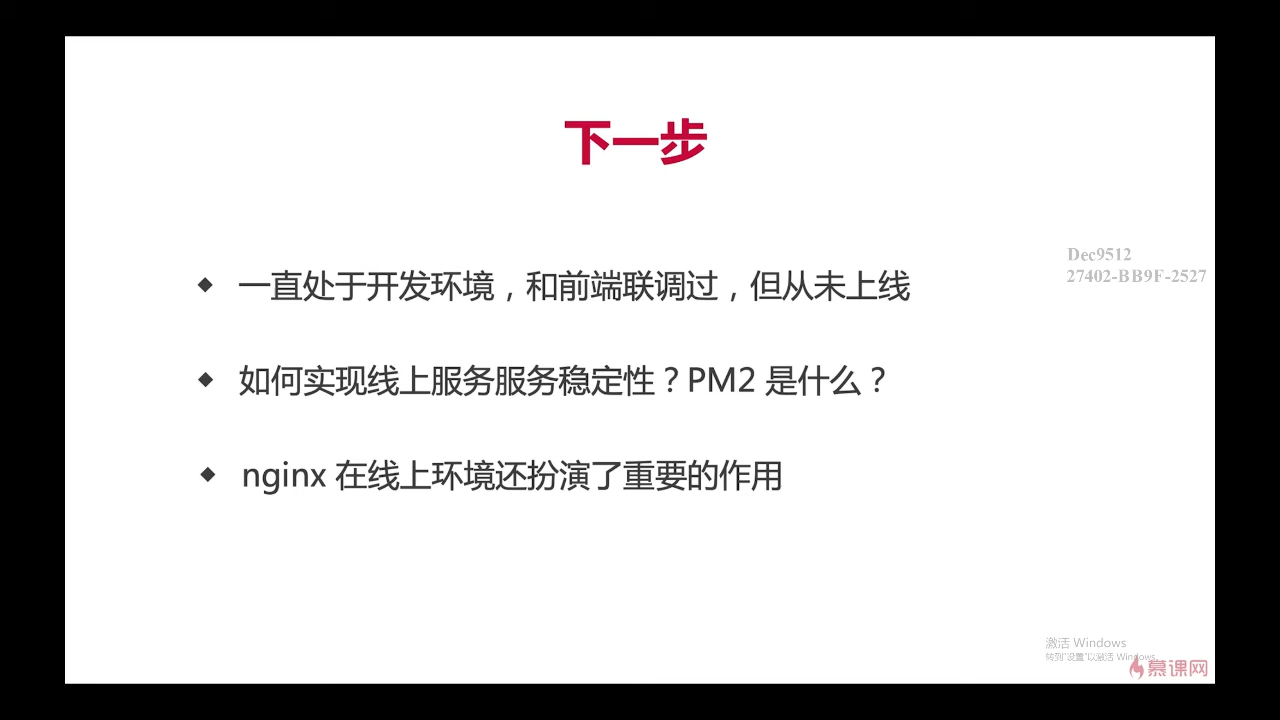 下一步
Dec9512
27402-BB9F-2527
◆ 一直处于开发环境，和前端联调过，但从未上线
◆ 如何实现线上服务服务稳定性？PM2 是什么？
◆ nginx 在线上环境还扮演了重要的作用
激活 Windows
转到"设置"以激活 Windows。
慕课网